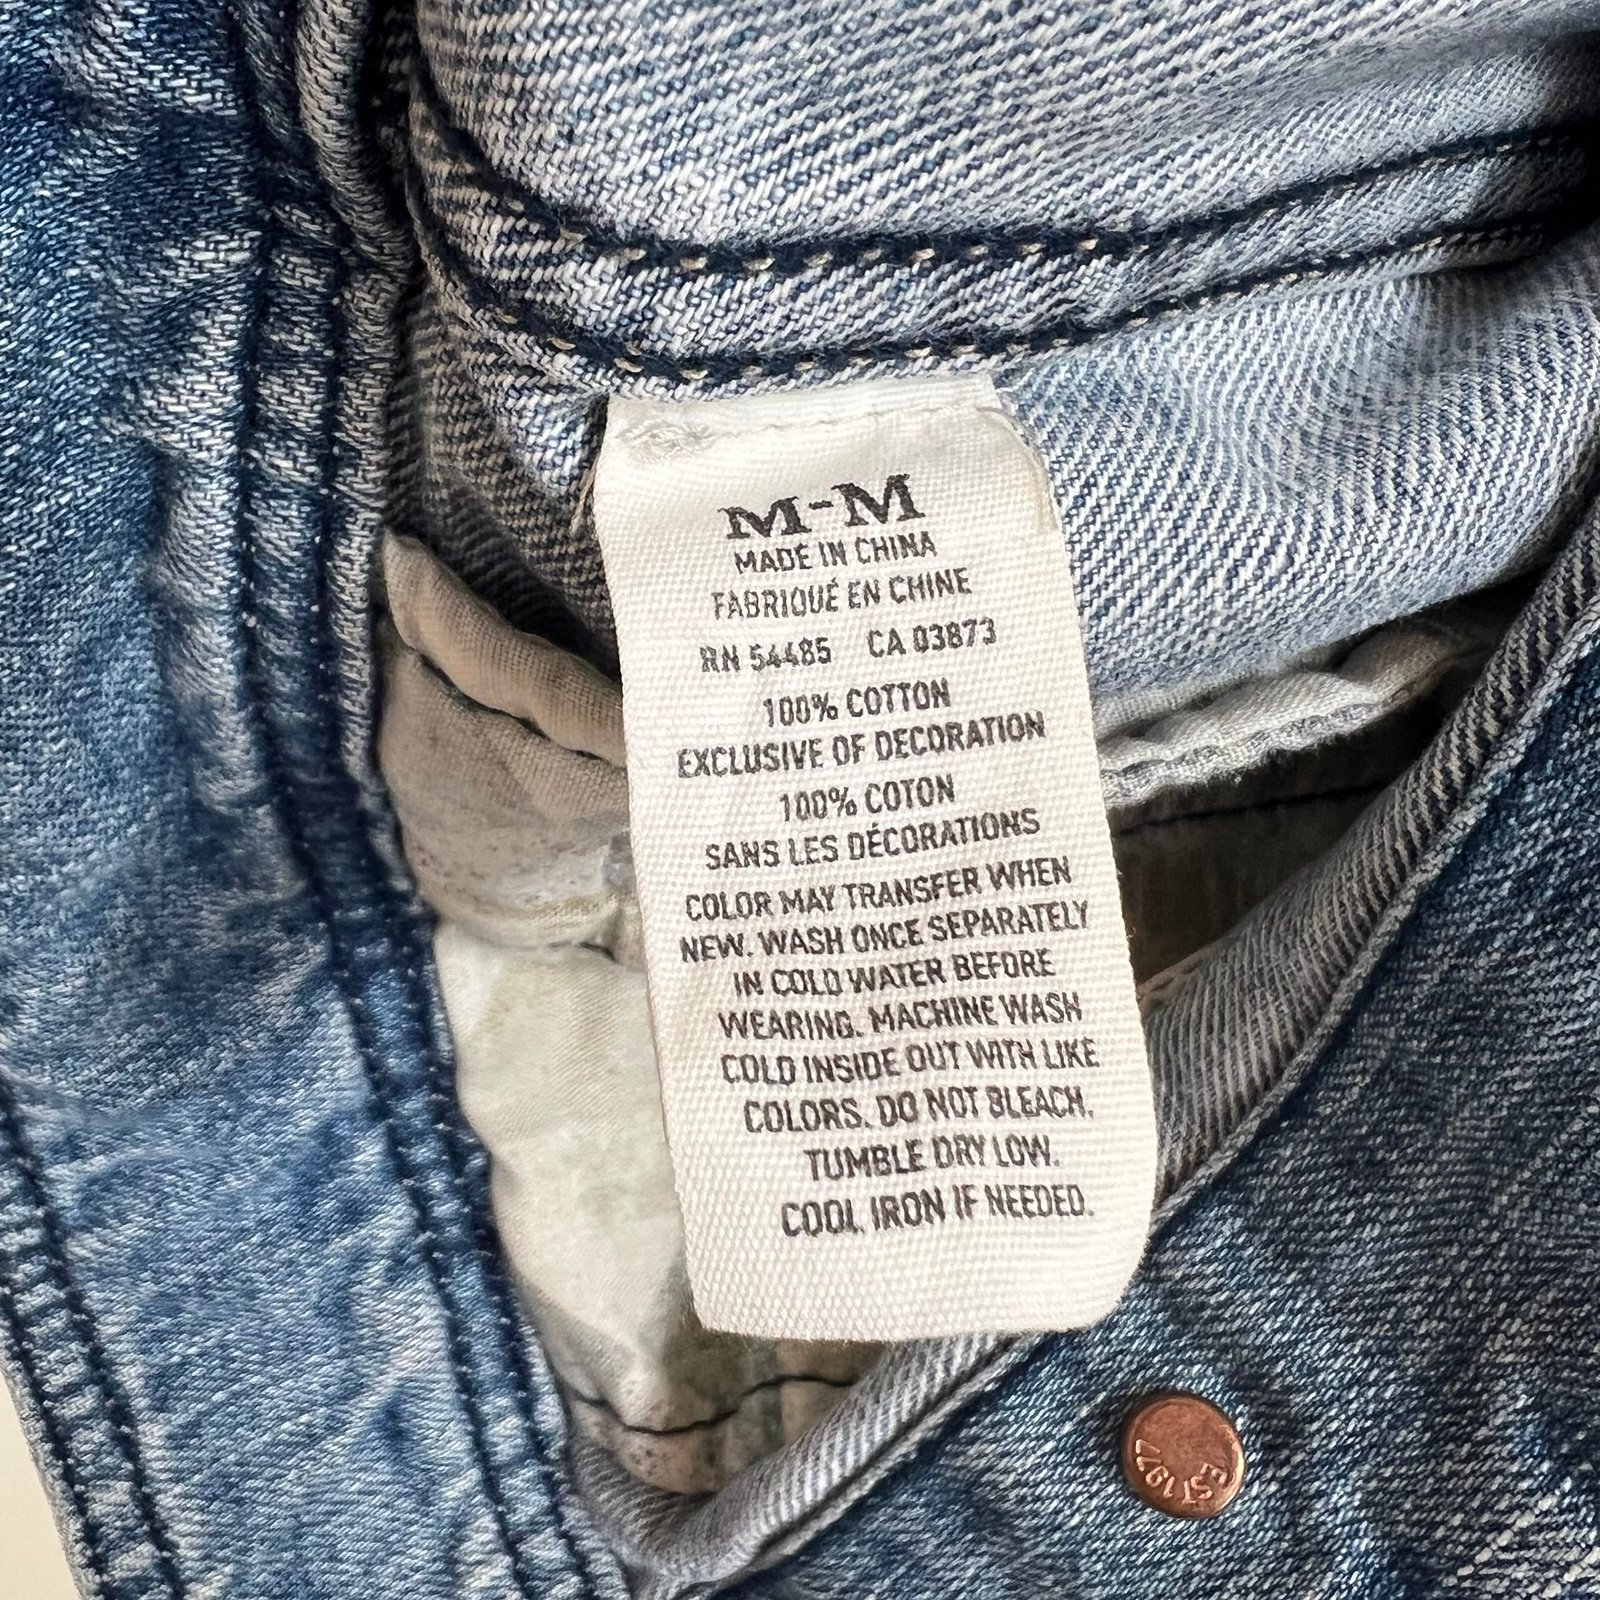 M-M
MADE IN CHINA
FABRIQUÉ EN CHINE
RN 54485 CA 03873
100% COTTON
EXCLUSIVE OF DECORATION
100% COTON
SANS LES DÉCORATIONS
COLOR MAY TRANSFER WHEN
NEW. WASH ONCE SEPARATELY
IN COLD WATER BEFORE
WEARING. MACHINE WASH
COLD INSIDE OUT WITH LIKE
COLORS. DO NOT BLEACH.
TUMBLE DRY LOW.
COOL IRON IF NEEDED.
EST 1977